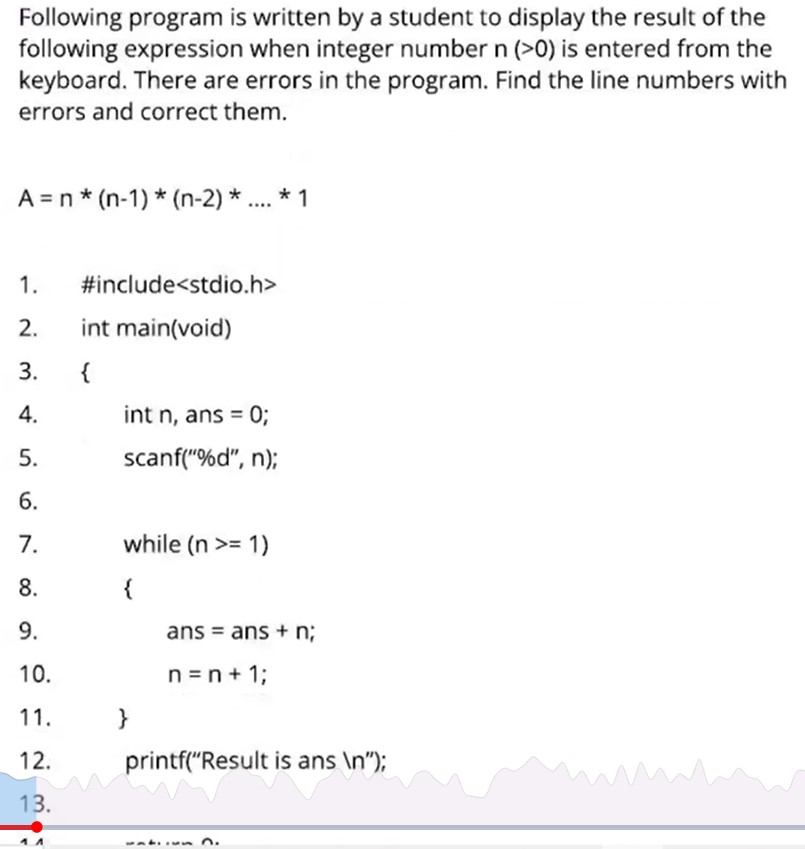 Following program is written by a student to display the result of the
following expression when integer number n (>0) is entered from the
keyboard. There are errors in the program. Find the line numbers with
errors and correct them.
A = n * (n-1) * (n-2) * .... * 1
1. #include<stdio.h>
2. int main(void)
3. {
4. int n, ans = 0;
5. scanf("%d", n);
6.
7. while (n >= 1)
8. {
9. ans = ans + n;
10. n = n + 1;
11. }
12. printf("Result is ans \n");
13.